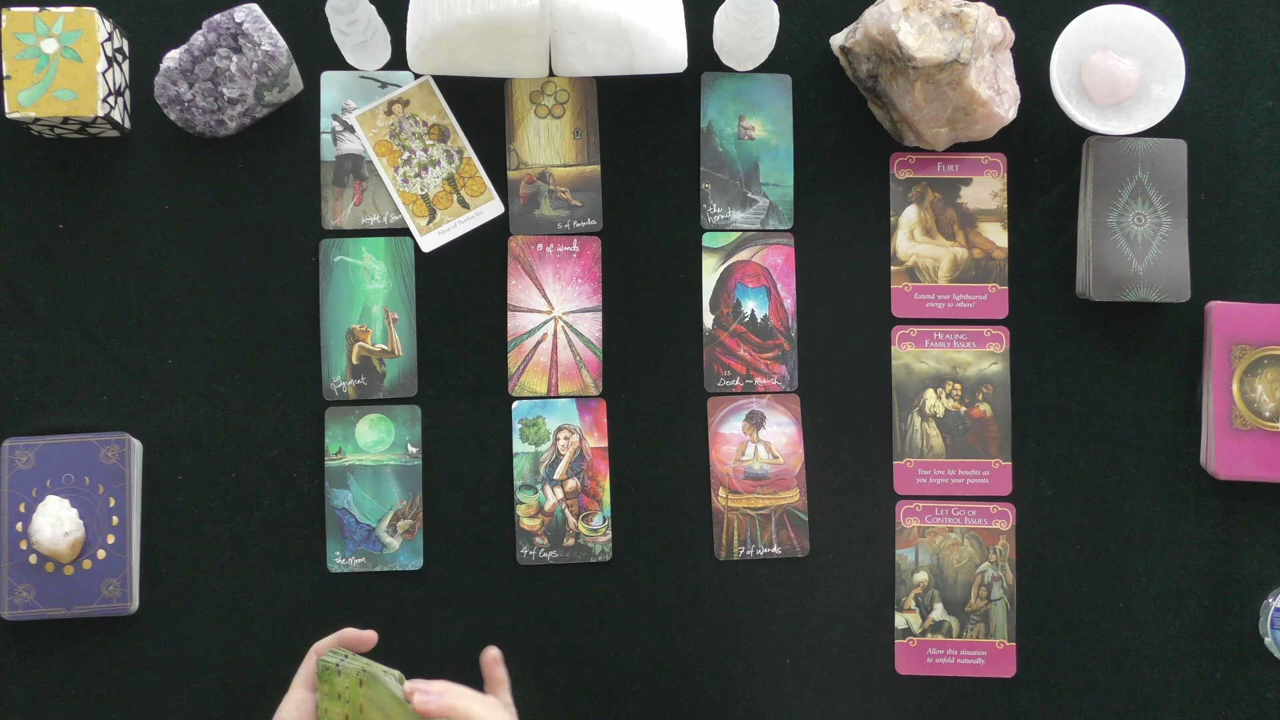 Knight of
Nine of Pentacles
5 of Pentacles
the
Hermit
8 of Wands
Judgement
13
Death and Rebirth
the Moon
4 of Cups
7 of Wands
FLIRT
Extend your lighthearted
energy to others!
HEALING
FAMILY ISSUES
Your love life benefits as
you forgive your parents.
LET GO OF
CONTROL ISSUES
Allow this situation
to unfold naturally.